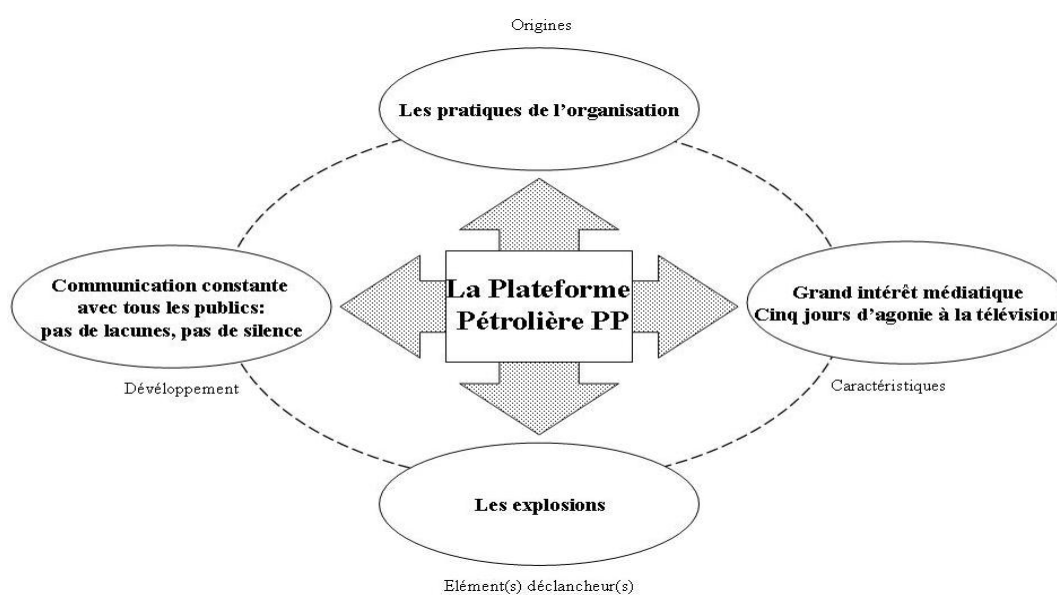 Origines
Les pratiques de l'organisation
Communication constante
avec tous les publics:
pas de lacunes, pas de silence
Dévéloppement
La Plateforme
Pétrolière PP
Grand intérêt médiatique
Cinq jours d'agonie à la télévision
Caractéristiques
Les explosions
Elément(s) déclancheur(s)